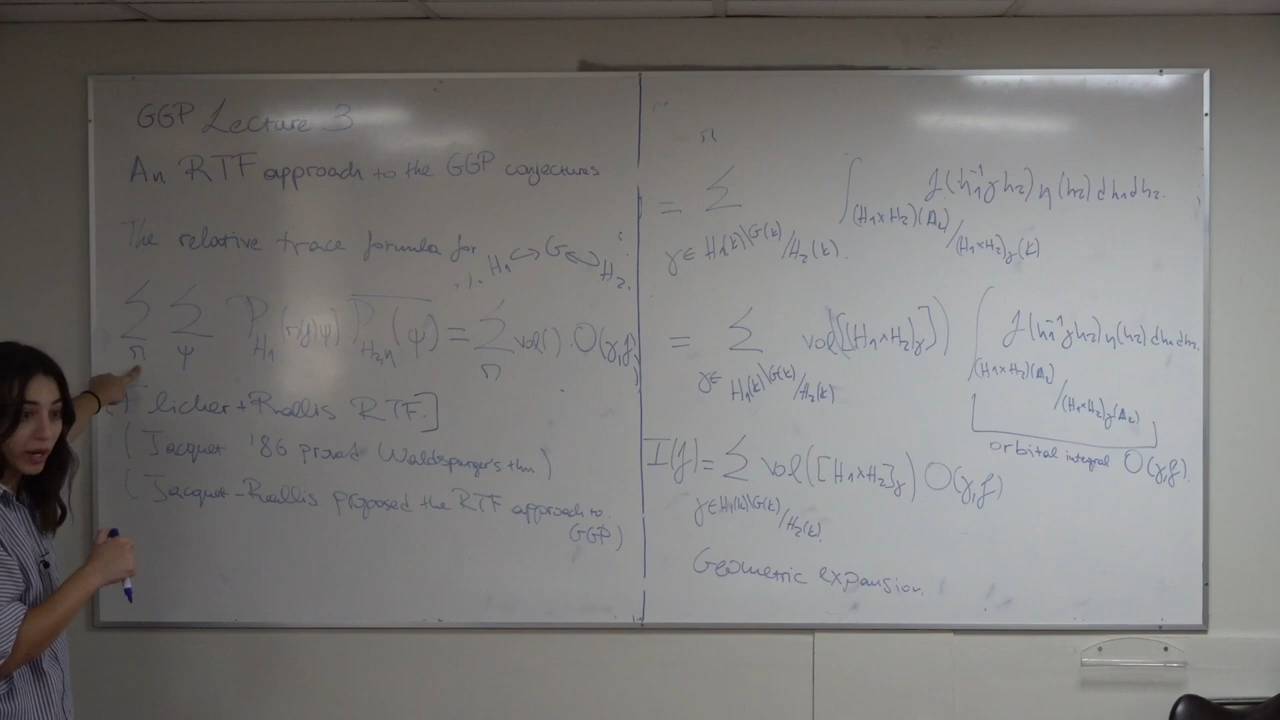 GGP Lecture 3
An RTF approach to the GGP conjectures
The relative trace formula for H₁ ↪ G ↩ H₂.
Σ_π Σ_ψ P_{H₁}(π(f)ψ) \overline{P_{H₂,η}(ψ)} = Σ vol() · O(γ,f)
Flicker + Rallis RTF.]
(Jacquet '86 proved Waldspurger's thm)
(Jacquet-Rallis proposed the RTF approach to
GGP)
= Σ_{γ∈H₁(k)\G(k)/H₂(k)} ∫_{(H₁×H₂)(A_k)/(H₁×H₂)_γ(k)} f(h₁⁻¹γh₂)η(h₂)dh₁dh₂.
= Σ_{γ∈H₁(k)\G(k)/H₂(k)} vol([(H₁×H₂)_γ]) ∫_{(H₁×H₂)(A_k)/(H₁×H₂)_γ(A_k)} f(h₁⁻¹γh₂)η(h₂)dh₁dh₂.
orbital integral O(γ,f).
I(f) = Σ_{γ∈H₁(k)\G(k)/H₂(k)} vol([H₁×H₂]_γ) O(γ,f)
Geometric expansion.